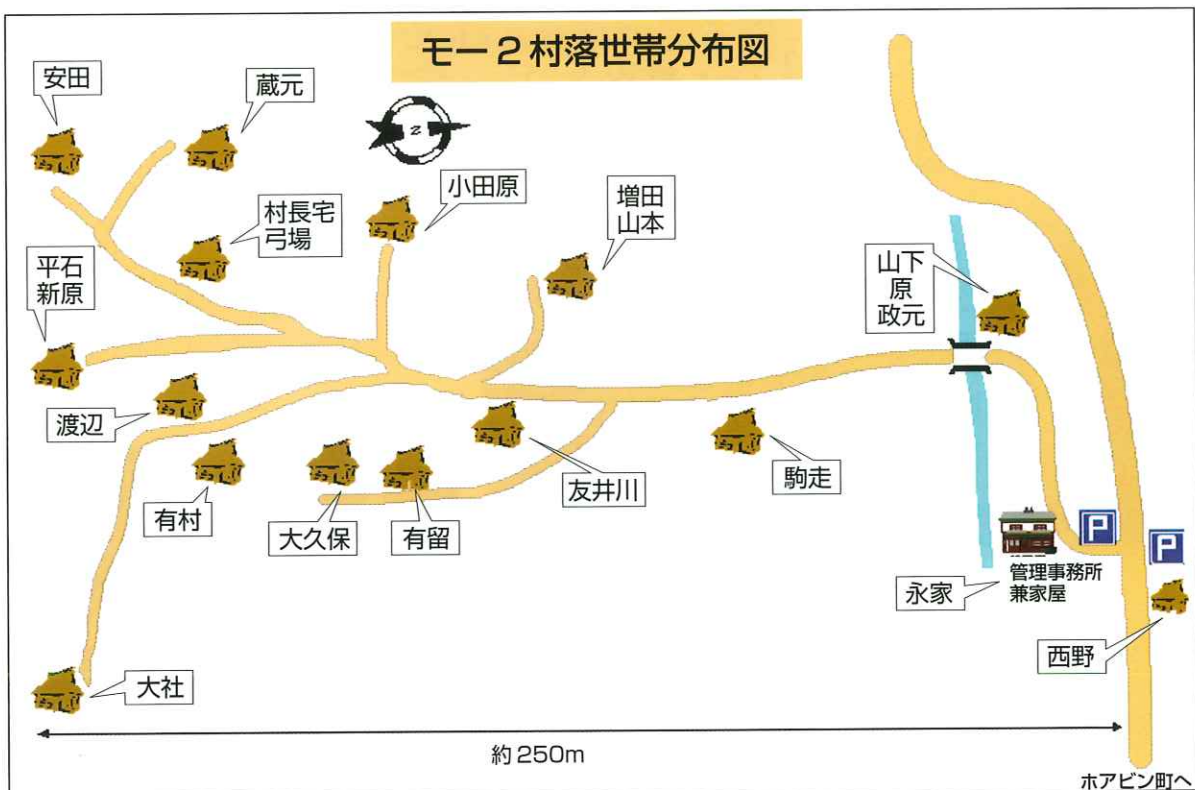 モー2村落世帯分布図
安田
蔵元
Z
小田原
増田
山本
村長宅
弓場
平石
新原
山下
原
政元
渡辺
有村
大久保
有留
友井川
駒走
P
P
永家
管理事務所
兼家屋
西野
大社
約250m
ホアビン町へ